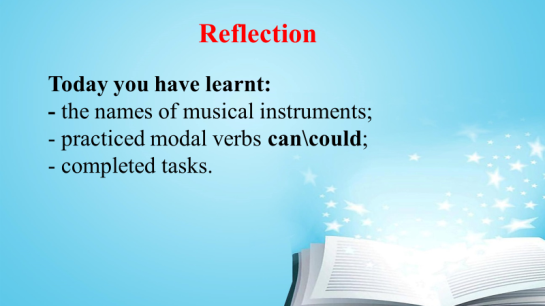 Reflection
Today you have learnt:
- the names of musical instruments;
- practiced modal verbs can\could;
- completed tasks.